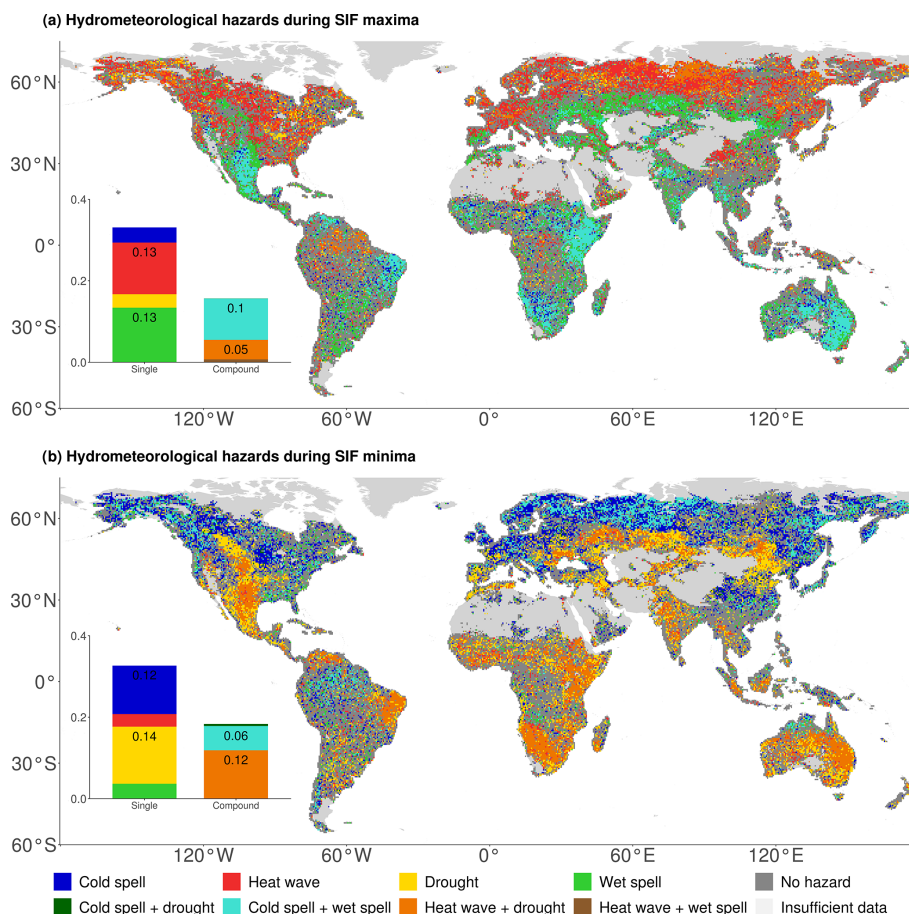 (a) Hydrometeorological hazards during SIF maxima
60°N
30°N
0°
30°S
60°S
0.4
0.2
0.0
0.13
0.13
0.1
0.05
Single Compound
120°W 60°W 0° 60°E 120°E
(b) Hydrometeorological hazards during SIF minima
60°N
30°N
0°
30°S
60°S
0.4
0.2
0.0
0.12
0.14
0.06
0.12
Single Compound
120°W 60°W 0° 60°E 120°E
Cold spell Heat wave Drought Wet spell No hazard
Cold spell + drought Cold spell + wet spell Heat wave + drought Heat wave + wet spell Insufficient data